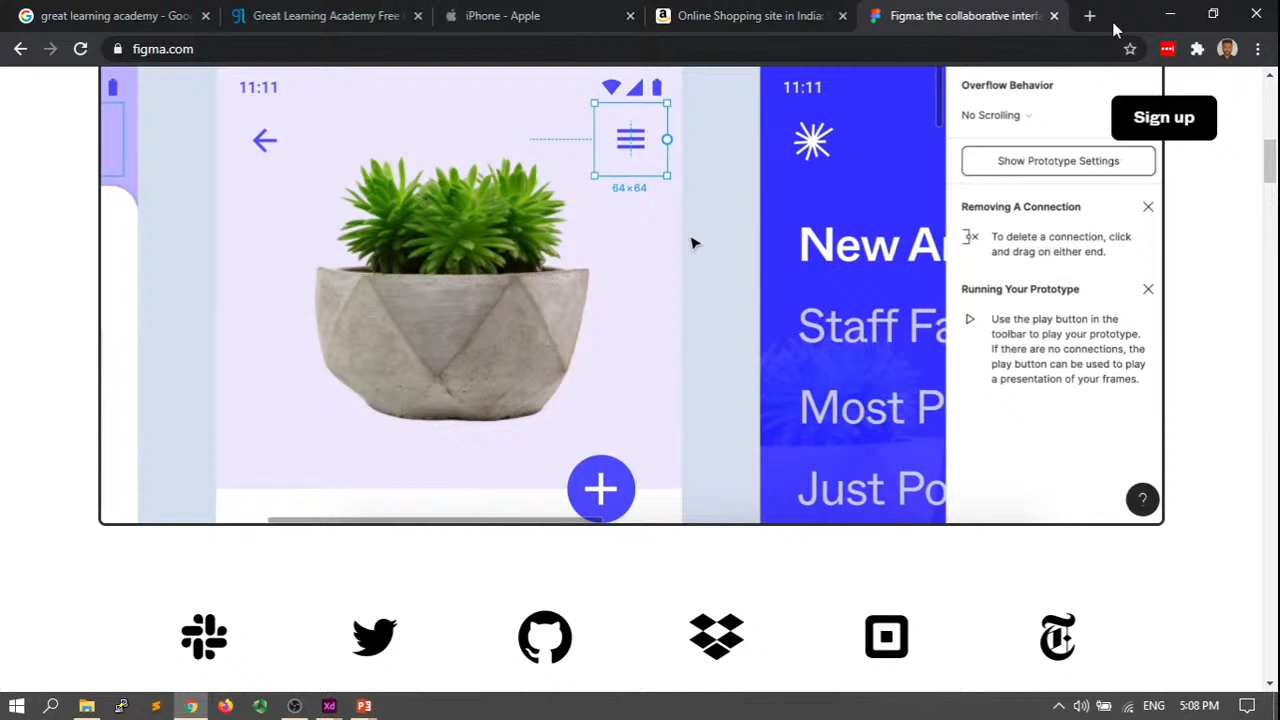 great learning academy - Goo
Great Learning Academy Free
iPhone - Apple
Online Shopping site in India: S
Figma: the collaborative interfa
figma.com
11:11
64×64
11:11
New Ar
Staff Fa
Most P
Just Po
Overflow Behavior
No Scrolling
Sign up
Show Prototype Settings
Removing A Connection
To delete a connection, click
and drag on either end.
Running Your Prototype
Use the play button in the
toolbar to play your prototype.
If there are no connections, the
play button can be used to play
a presentation of your frames.
?
ENG
5:08 PM